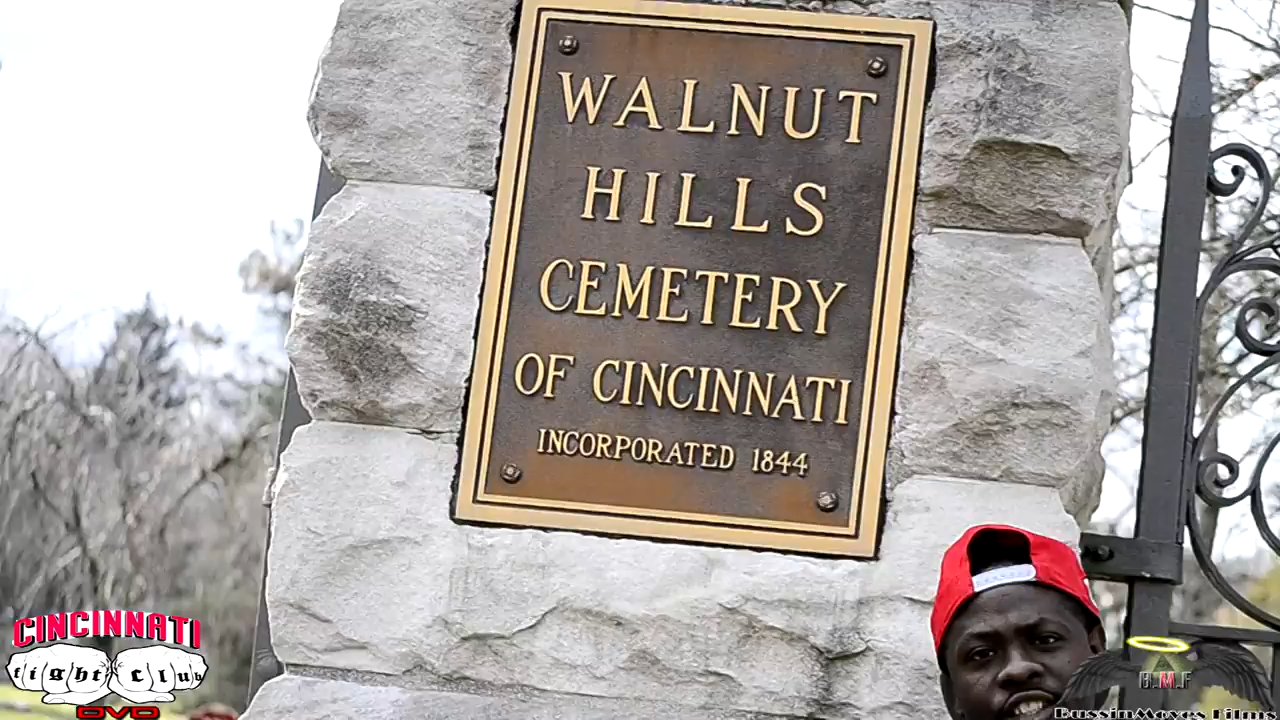 WALNUT
HILLS
CEMETERY
OF CINCINNATI
INCORPORATED 1844
CINCINNATI
fight Club
DVD
B.M.F
BussinMoves Films